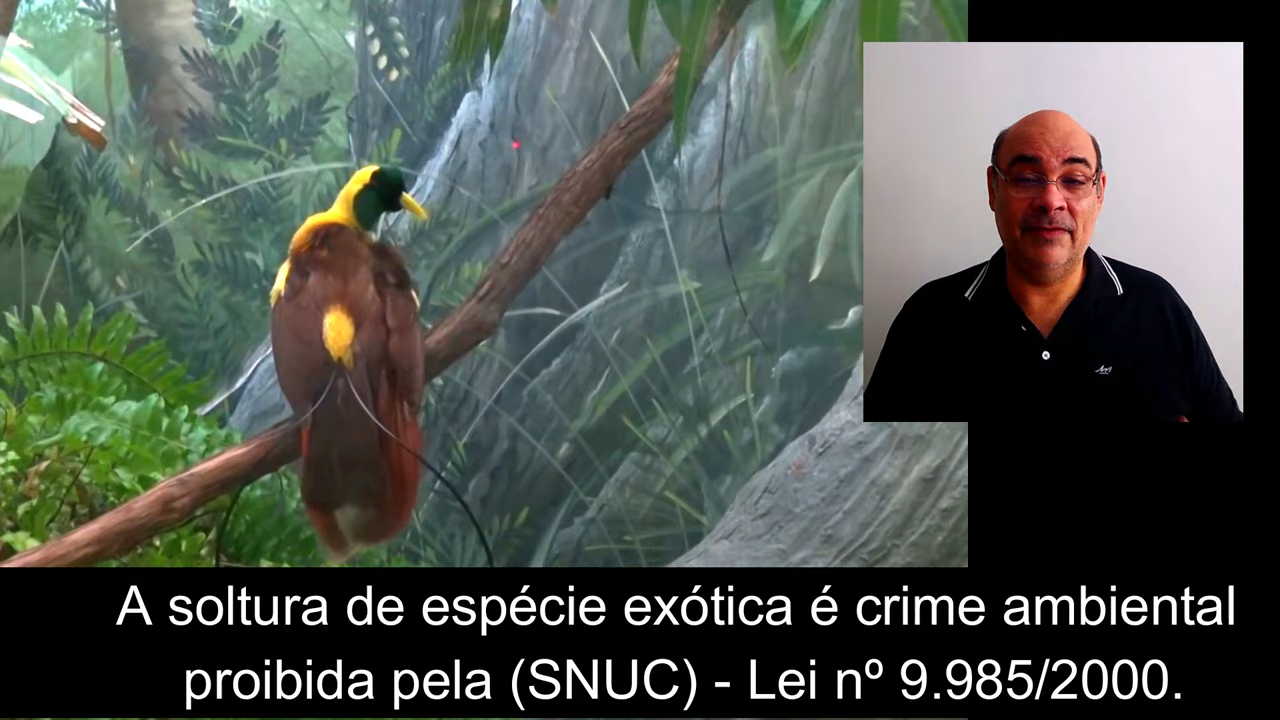 A soltura de espécie exótica é crime ambiental
proibida pela (SNUC) - Lei nº 9.985/2000.